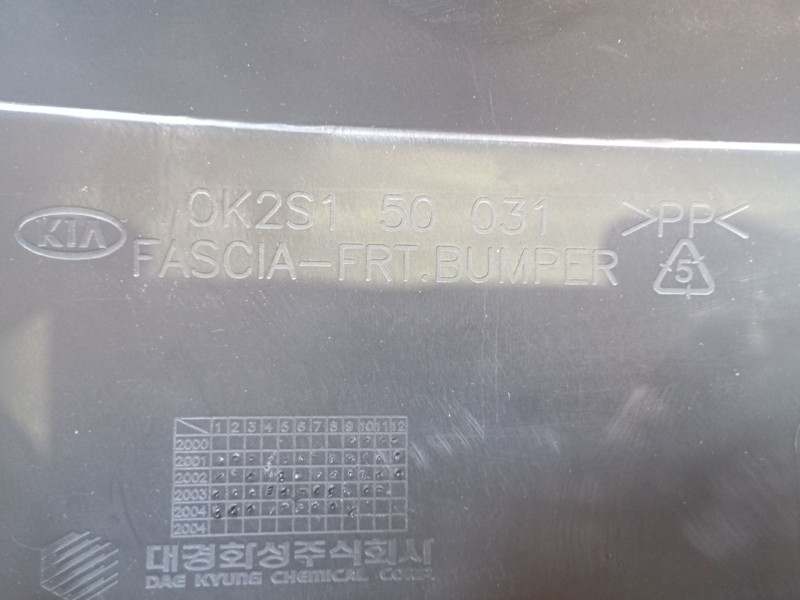 KIA
0K2S1 50 031 >PP<
FASCIA-FRT.BUMPER 5
1 2 3 4 5 6 7 8 9 10 11 12
2000
2001
2002
2003
2004
2004
대경화성주식회사
DAE KYUNG CHEMICAL CORP.